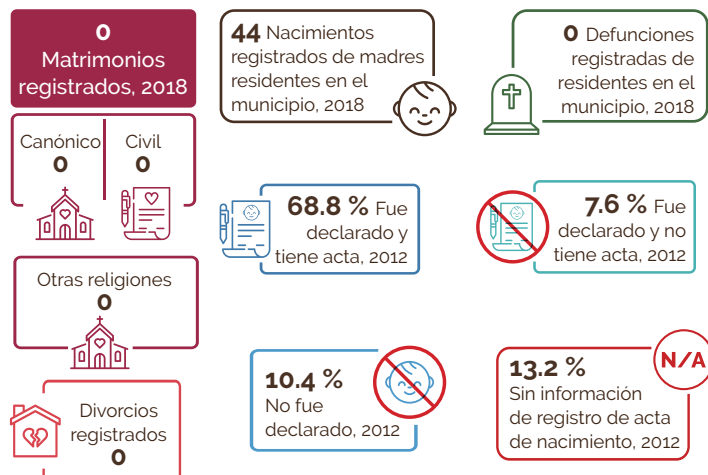 0
Matrimonios
registrados, 2018
Canónico
0
Civil
0
Otras religiones
0
Divorcios
registrados
0
44 Nacimientos
registrados de madres
residentes en el
municipio, 2018
0 Defunciones
registradas de
residentes en el
municipio, 2018
68.8 % Fue
declarado y
tiene acta, 2012
7.6 % Fue
declarado y no
tiene acta, 2012
10.4 %
No fue
declarado, 2012
N/A
13.2 %
Sin información
de registro de acta
de nacimiento, 2012